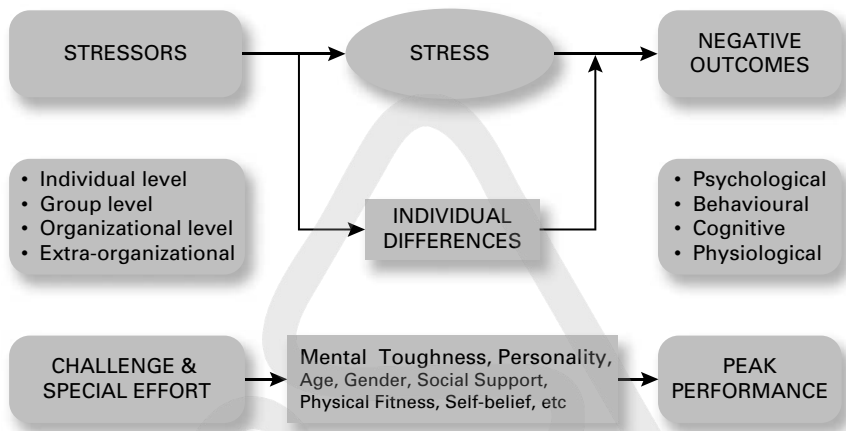 STRESSORS
STRESS
NEGATIVE
OUTCOMES
• Individual level
• Group level
• Organizational level
• Extra-organizational
INDIVIDUAL
DIFFERENCES
• Psychological
• Behavioural
• Cognitive
• Physiological
CHALLENGE &
SPECIAL EFFORT
Mental Toughness, Personality,
Age, Gender, Social Support,
Physical Fitness, Self-belief, etc
PEAK
PERFORMANCE